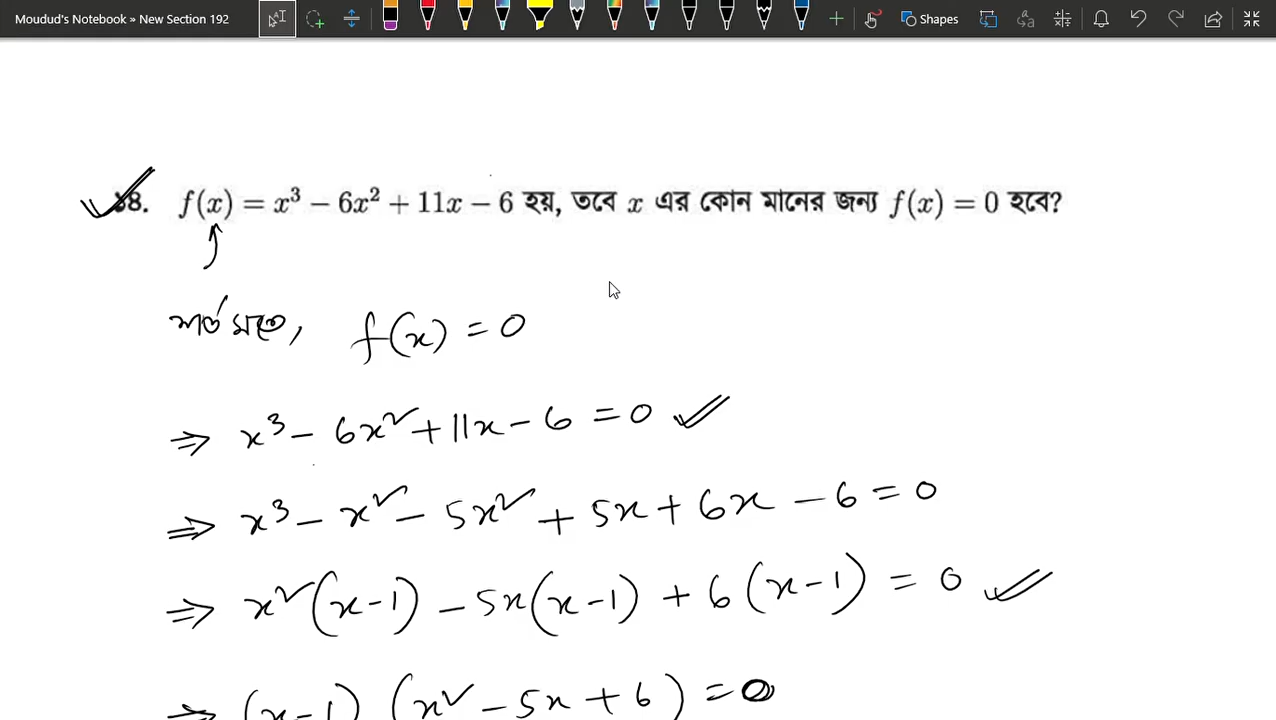 Moudud's Notebook » New Section 192
Shapes
38. f(x) = x³ − 6x² + 11x − 6 হয়, তবে x এর কোন মানের জন্য f(x) = 0 হবে?
শর্তমতে, f(x) = 0
⇒ x³ − 6x² + 11x − 6 = 0
⇒ x³ − x² − 5x² + 5x + 6x − 6 = 0
⇒ x²(x−1) − 5x(x−1) + 6(x−1) = 0
⇒ (x−1) (x² − 5x + 6) = 0